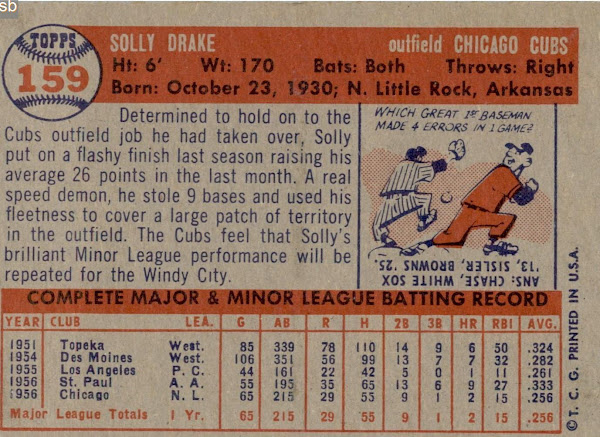 sb
TOPPS
159
SOLLY DRAKE outfield CHICAGO CUBS
Ht: 6' Wt: 170 Bats: Both Throws: Right
Born: October 23, 1930; N. Little Rock, Arkansas
Determined to hold on to the
Cubs outfield job he had taken over, Solly
put on a flashy finish last season raising his
average 26 points in the last month. A real
speed demon, he stole 9 bases and used his
fleetness to cover a large patch of territory
in the outfield. The Cubs feel that Solly's
brilliant Minor League performance will be
repeated for the Windy City.
WHICH GREAT 1ST BASEMAN
MADE 4 ERRORS IN 1 GAME?
ANS: CHASE, WHITE SOX
'13, SISLER, BROWNS '25.
COMPLETE MAJOR & MINOR LEAGUE BATTING RECORD
YEAR CLUB LEA. G AB R H 2B 3B HR RBI AVG.
1951 Topeka West. 85 339 78 110 14 9 6 50 .324
1954 Des Moines West. 106 351 56 99 13 7 7 32 .282
1955 Los Angeles P. C. 44 161 22 42 5 0 1 11 .261
1956 St. Paul A. A. 55 195 35 65 13 6 9 27 .333
1956 Chicago N. L. 65 215 29 55 9 1 2 15 .256
Major League Totals 1 Yr. 65 215 29 55 9 1 2 15 .256
© T. C. G. PRINTED IN U.S.A.